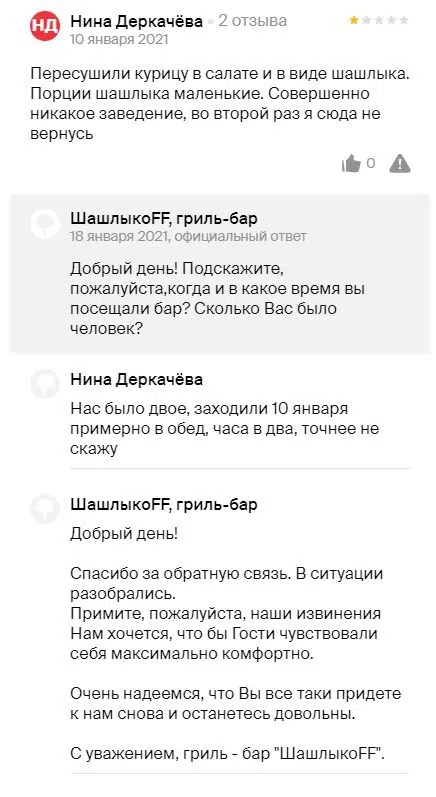 НД Нина Деркачёва 2 отзыва
10 января 2021
Пересушили курицу в салате и в виде шашлыка.
Порции шашлыка маленькие. Совершенно
никакое заведение, во второй раз я сюда не
вернусь
0
ШашлыкоFF, гриль-бар
18 января 2021, официальный ответ
Добрый день! Подскажите,
пожалуйста,когда и в какое время вы
посещали бар? Сколько Вас было
человек?
Нина Деркачёва
Нас было двое, заходили 10 января
примерно в обед, часа в два, точнее не
скажу
ШашлыкоFF, гриль-бар
Добрый день!
Спасибо за обратную связь. В ситуации
разобрались.
Примите, пожалуйста, наши извинения
Нам хочется, что бы Гости чувствовали
себя максимально комфортно.
Очень надеемся, что Вы все таки придете
к нам снова и останетесь довольны.
С уважением, гриль - бар "ШашлыкоFF".